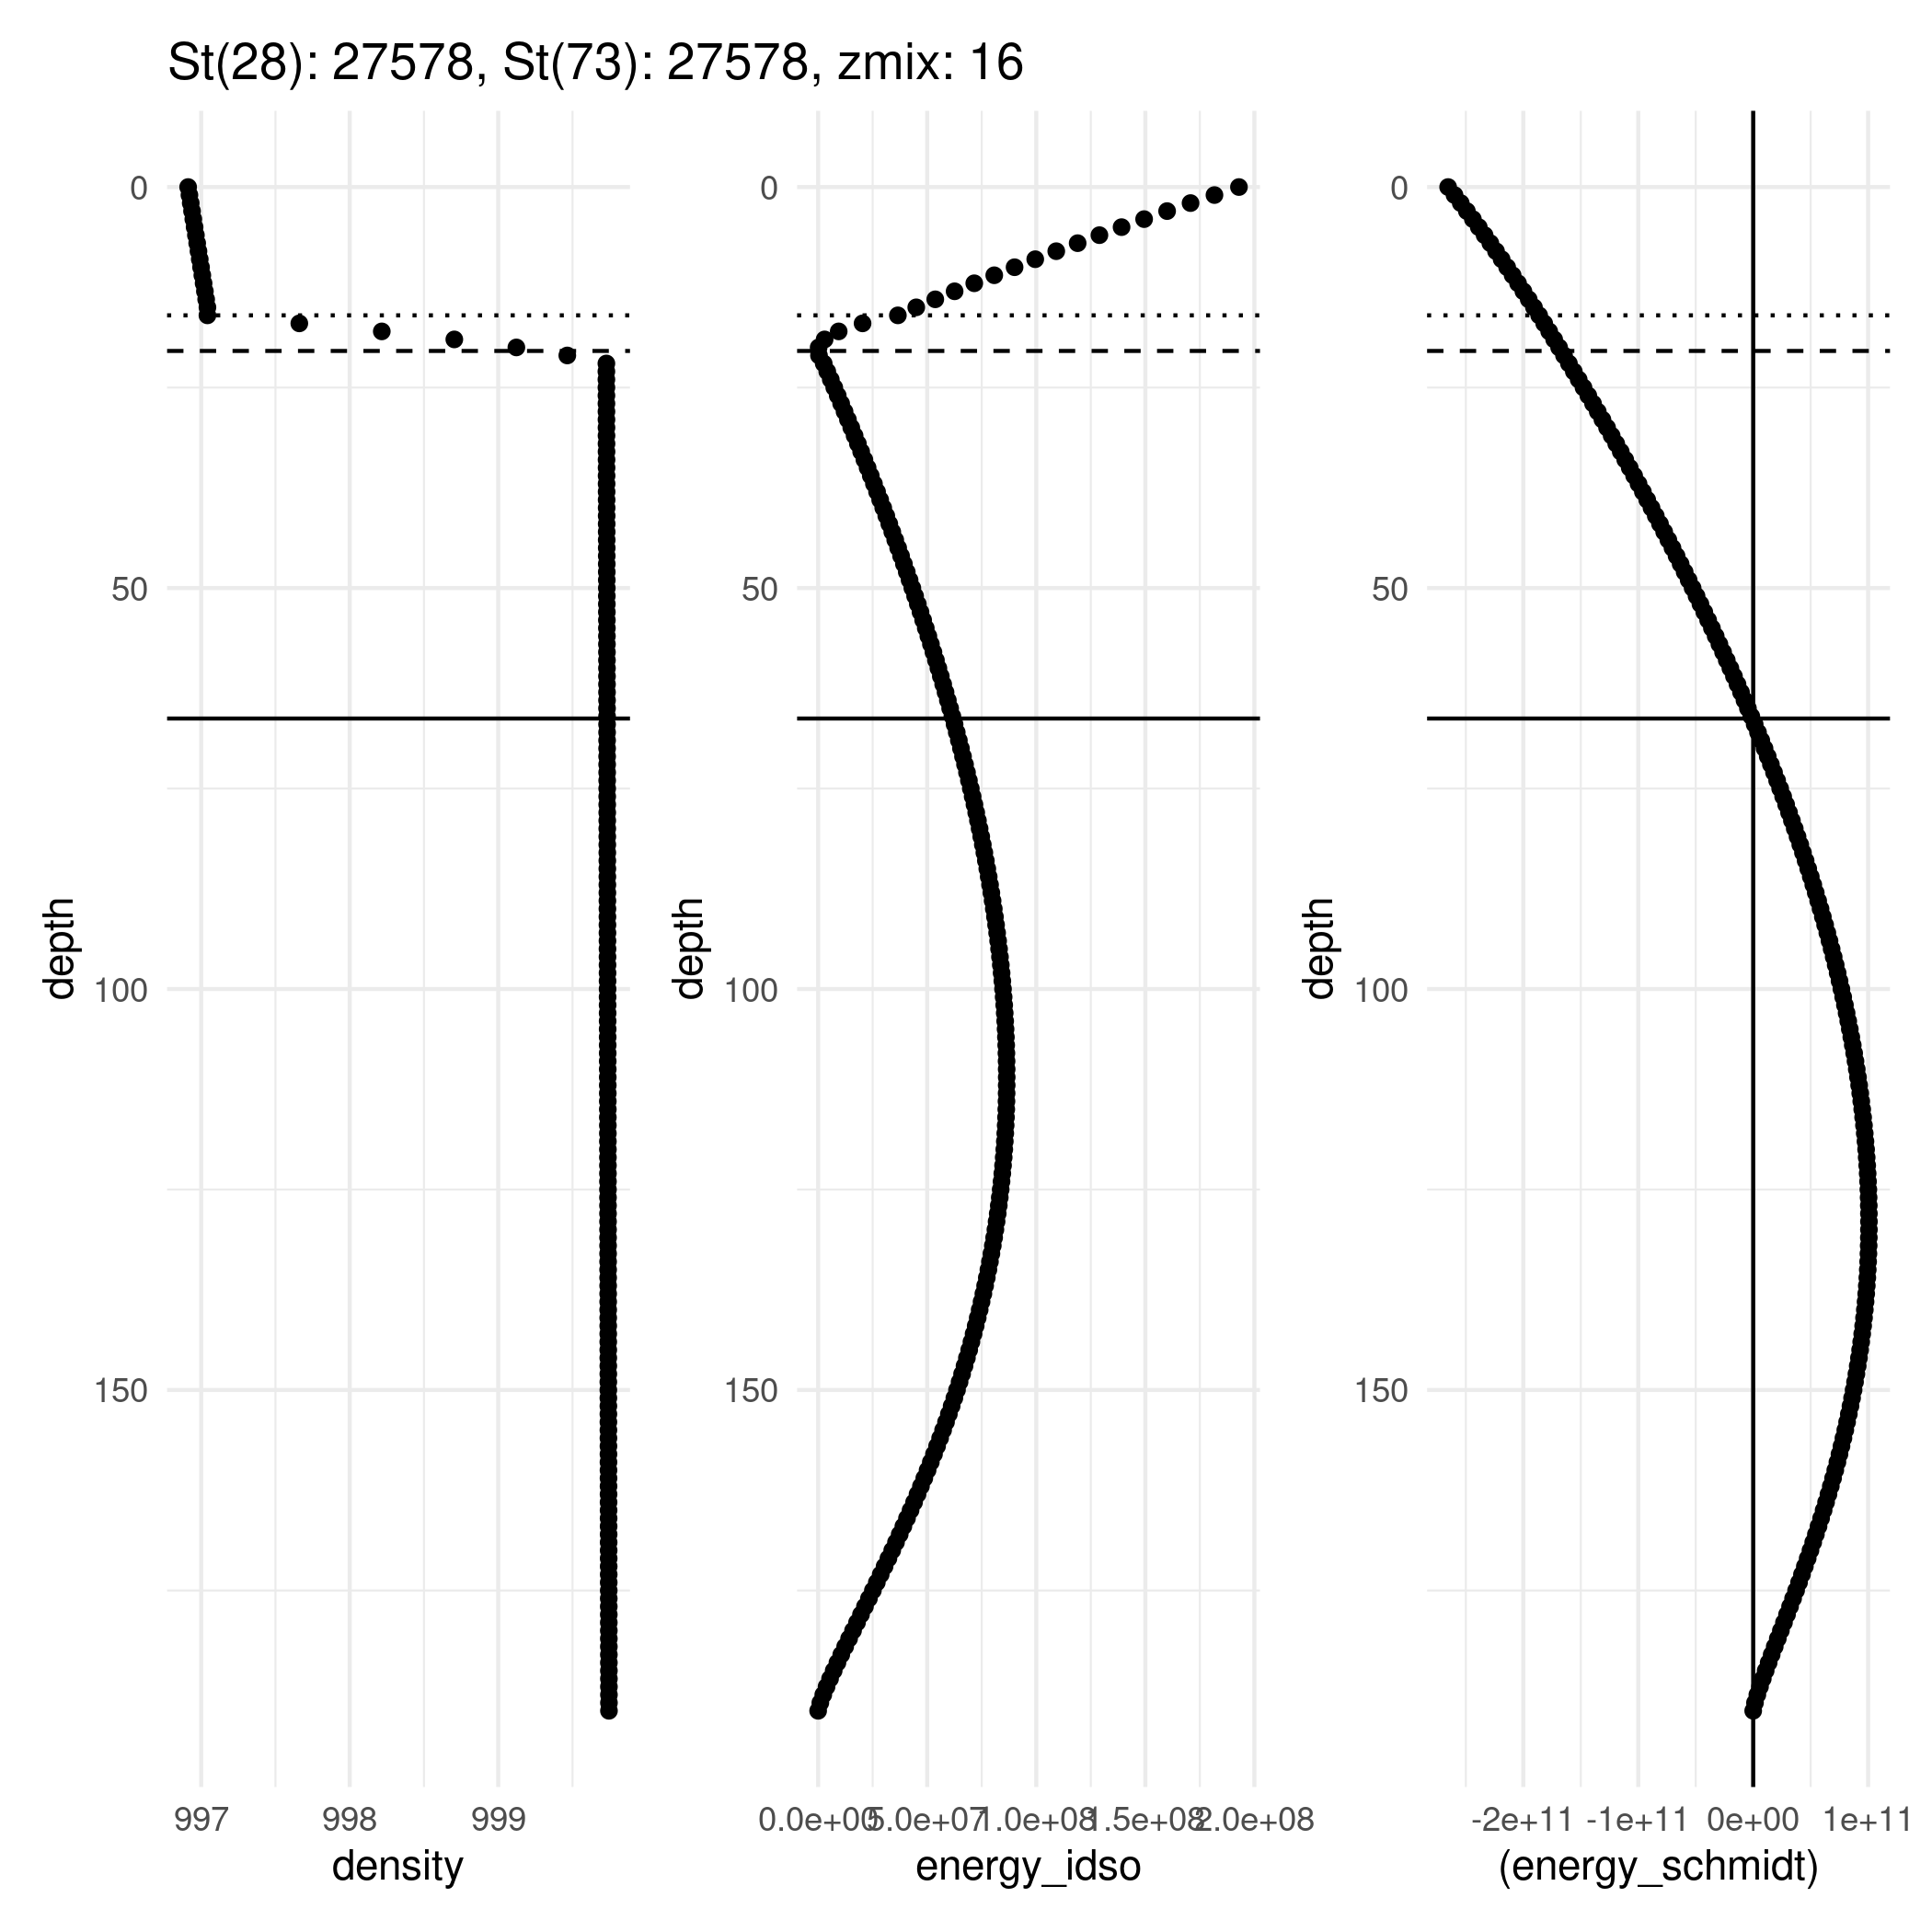 St(28): 27578, St(73): 27578, zmix: 16
depth
0
50
100
150
997
998
999
density
depth
0
50
100
150
0.0e+00
5.0e+07
1.0e+08
1.5e+08
2.0e+08
energy_idso
depth
0
50
100
150
-2e+11
-1e+11
0e+00
1e+11
(energy_schmidt)